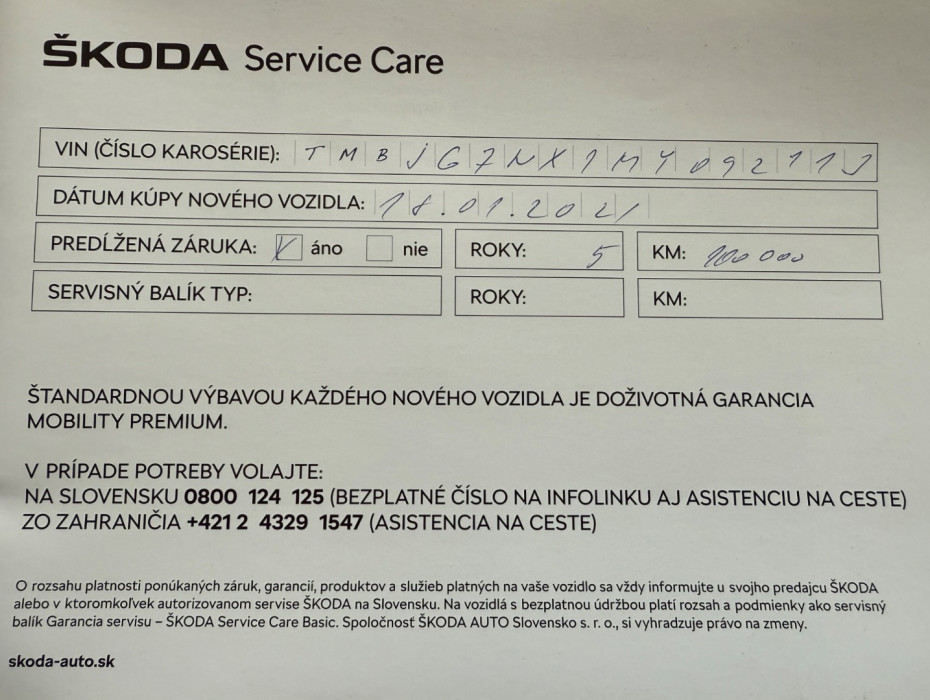 ŠKODA Service Care
VIN (ČÍSLO KAROSÉRIE): TMBJG7NX1MY092113
DÁTUM KÚPY NOVÉHO VOZIDLA: 18.01.2021
PREDĹŽENÁ ZÁRUKA: áno nie ROKY: 5 KM: 100 000
SERVISNÝ BALÍK TYP: ROKY: KM:
ŠTANDARDNOU VÝBAVOU KAŽDÉHO NOVÉHO VOZIDLA JE DOŽIVOTNÁ GARANCIA
MOBILITY PREMIUM.
V PRÍPADE POTREBY VOLAJTE:
NA SLOVENSKU 0800 124 125 (BEZPLATNÉ ČÍSLO NA INFOLINKU AJ ASISTENCIU NA CESTE)
ZO ZAHRANIČIA +421 2 4329 1547 (ASISTENCIA NA CESTE)
O rozsahu platnosti ponúkaných záruk, garancií, produktov a služieb platných na vaše vozidlo sa vždy informujte u svojho predajcu ŠKODA
alebo v ktoromkoľvek autorizovanom servise ŠKODA na Slovensku. Na vozidlá s bezplatnou údržbou platí rozsah a podmienky ako servisný
balík Garancia servisu – ŠKODA Service Care Basic. Spoločnosť ŠKODA AUTO Slovensko s. r. o., si vyhradzuje právo na zmeny.
skoda-auto.sk